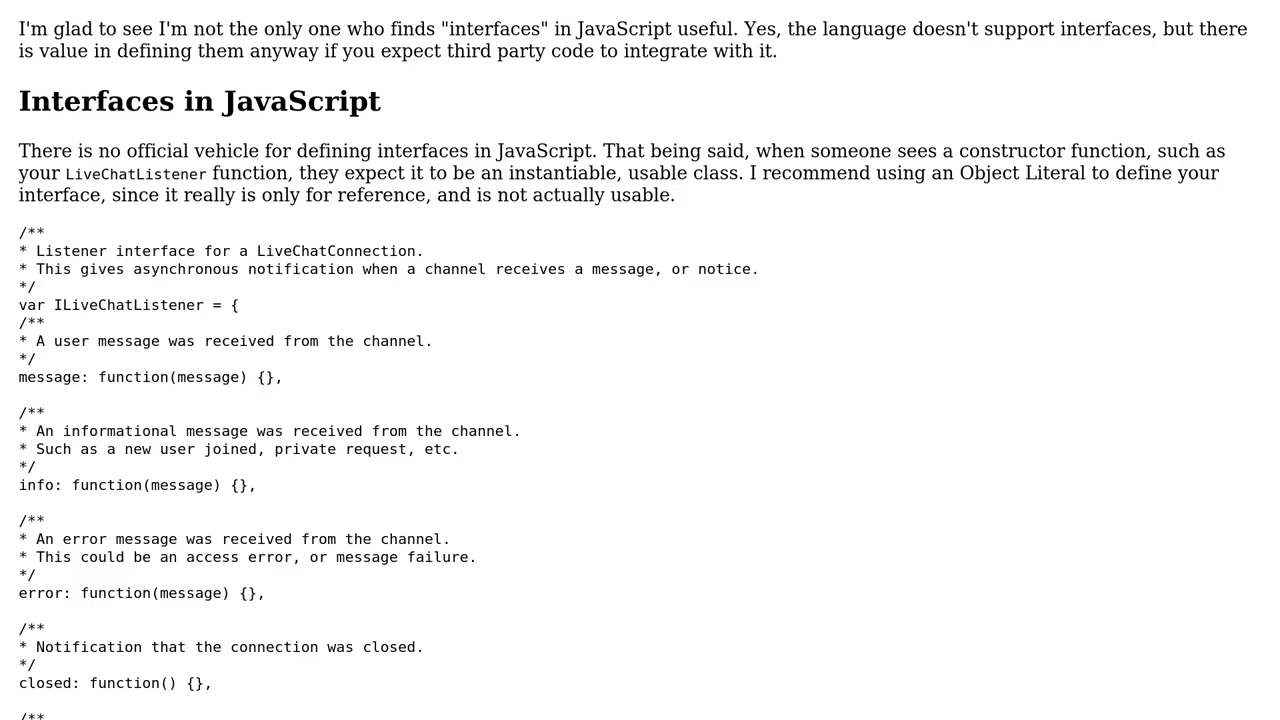 I'm glad to see I'm not the only one who finds "interfaces" in JavaScript useful. Yes, the language doesn't support interfaces, but there
is value in defining them anyway if you expect third party code to integrate with it.
Interfaces in JavaScript
There is no official vehicle for defining interfaces in JavaScript. That being said, when someone sees a constructor function, such as
your LiveChatListener function, they expect it to be an instantiable, usable class. I recommend using an Object Literal to define your
interface, since it really is only for reference, and is not actually usable.
/**
* Listener interface for a LiveChatConnection.
* This gives asynchronous notification when a channel receives a message, or notice.
*/
var ILiveChatListener = {
/**
* A user message was received from the channel.
*/
message: function(message) {},
/**
* An informational message was received from the channel.
* Such as a new user joined, private request, etc.
*/
info: function(message) {},
/**
* An error message was received from the channel.
* This could be an access error, or message failure.
*/
error: function(message) {},
/**
* Notification that the connection was closed.
*/
closed: function() {},
/**